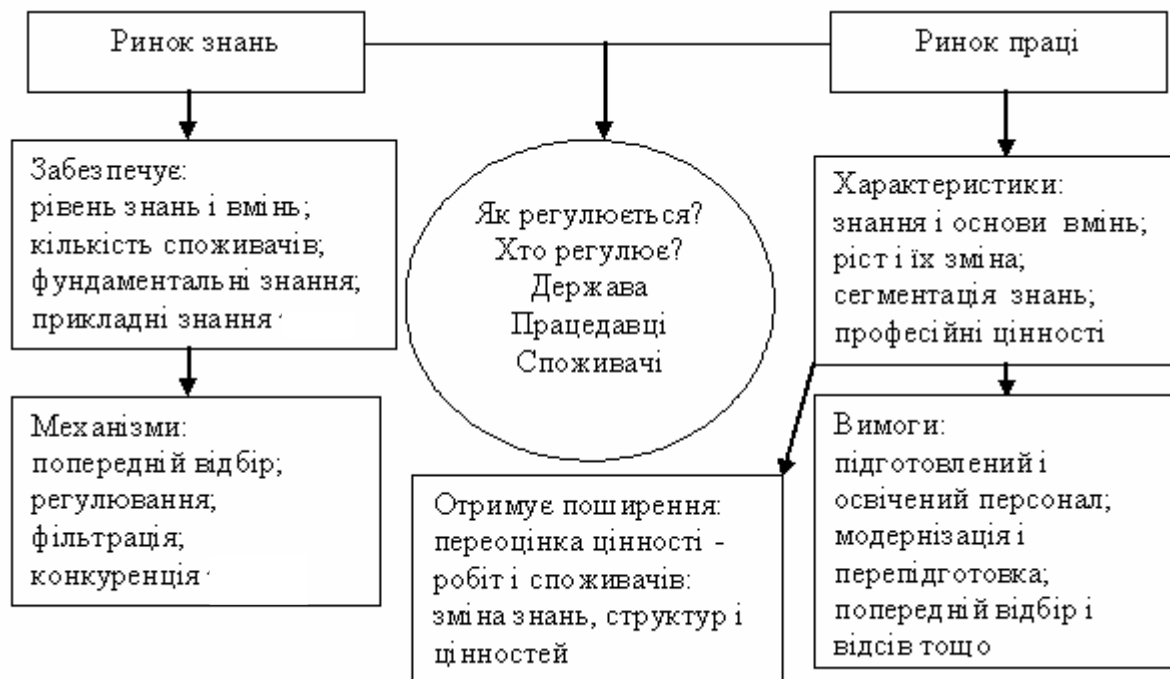 Ринок знань
Ринок праці
Забезпечує:
рівень знань і вмінь;
кількість споживачів;
фундаментальні знання;
прикладні знання
Як регулюється?
Хто регулює?
Держава
Працедавці
Споживачі
Характеристики:
знання і основи вмінь;
ріст і їх зміна;
сегментація знань;
професійні цінності
Механізми:
попередній відбір;
регулювання;
фільтрація;
конкуренція
Отримує поширення:
переоцінка цінності -
робіт і споживачів:
зміна знань, структур і
цінностей
Вимоги:
підготовлений і
освічений персонал;
модернізація і
перепідготовка;
попередній відбір і
відсів тощо